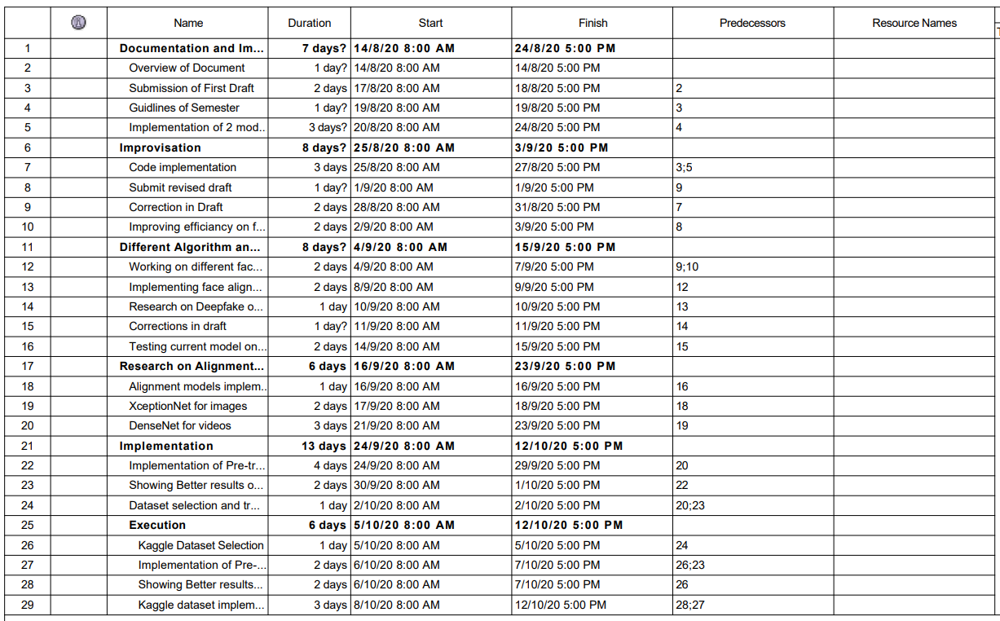 Name Duration Start Finish Predecessors Resource Names
1 Documentation and Im... 7 days? 14/8/20 8:00 AM 24/8/20 5:00 PM
2 Overview of Document 1 day? 14/8/20 8:00 AM 14/8/20 5:00 PM
3 Submission of First Draft 2 days 17/8/20 8:00 AM 18/8/20 5:00 PM 2
4 Guidlines of Semester 1 day? 19/8/20 8:00 AM 19/8/20 5:00 PM 3
5 Implementation of 2 mod... 3 days? 20/8/20 8:00 AM 24/8/20 5:00 PM 4
6 Improvisation 8 days? 25/8/20 8:00 AM 3/9/20 5:00 PM
7 Code implementation 3 days 25/8/20 8:00 AM 27/8/20 5:00 PM 3;5
8 Submit revised draft 1 day? 1/9/20 8:00 AM 1/9/20 5:00 PM 9
9 Correction in Draft 2 days 28/8/20 8:00 AM 31/8/20 5:00 PM 7
10 Improving efficiancy on f... 2 days 2/9/20 8:00 AM 3/9/20 5:00 PM 8
11 Different Algorithm an... 8 days? 4/9/20 8:00 AM 15/9/20 5:00 PM
12 Working on different fac... 2 days 4/9/20 8:00 AM 7/9/20 5:00 PM 9;10
13 Implementing face align... 2 days 8/9/20 8:00 AM 9/9/20 5:00 PM 12
14 Research on Deepfake o... 1 day 10/9/20 8:00 AM 10/9/20 5:00 PM 13
15 Corrections in draft 1 day? 11/9/20 8:00 AM 11/9/20 5:00 PM 14
16 Testing current model on... 2 days 14/9/20 8:00 AM 15/9/20 5:00 PM 15
17 Research on Alignment... 6 days 16/9/20 8:00 AM 23/9/20 5:00 PM
18 Alignment models implem... 1 day 16/9/20 8:00 AM 16/9/20 5:00 PM 16
19 XceptionNet for images 2 days 17/9/20 8:00 AM 18/9/20 5:00 PM 18
20 DenseNet for videos 3 days 21/9/20 8:00 AM 23/9/20 5:00 PM 19
21 Implementation 13 days 24/9/20 8:00 AM 12/10/20 5:00 PM
22 Implementation of Pre-tr... 4 days 24/9/20 8:00 AM 29/9/20 5:00 PM 20
23 Showing Better results o... 2 days 30/9/20 8:00 AM 1/10/20 5:00 PM 22
24 Dataset selection and tr... 1 day 2/10/20 8:00 AM 2/10/20 5:00 PM 20;23
25 Execution 6 days 5/10/20 8:00 AM 12/10/20 5:00 PM
26 Kaggle Dataset Selection 1 day 5/10/20 8:00 AM 5/10/20 5:00 PM 24
27 Implementation of Pre-... 2 days 6/10/20 8:00 AM 7/10/20 5:00 PM 26;23
28 Showing Better results... 2 days 6/10/20 8:00 AM 7/10/20 5:00 PM 26
29 Kaggle dataset implem... 3 days 8/10/20 8:00 AM 12/10/20 5:00 PM 28;27